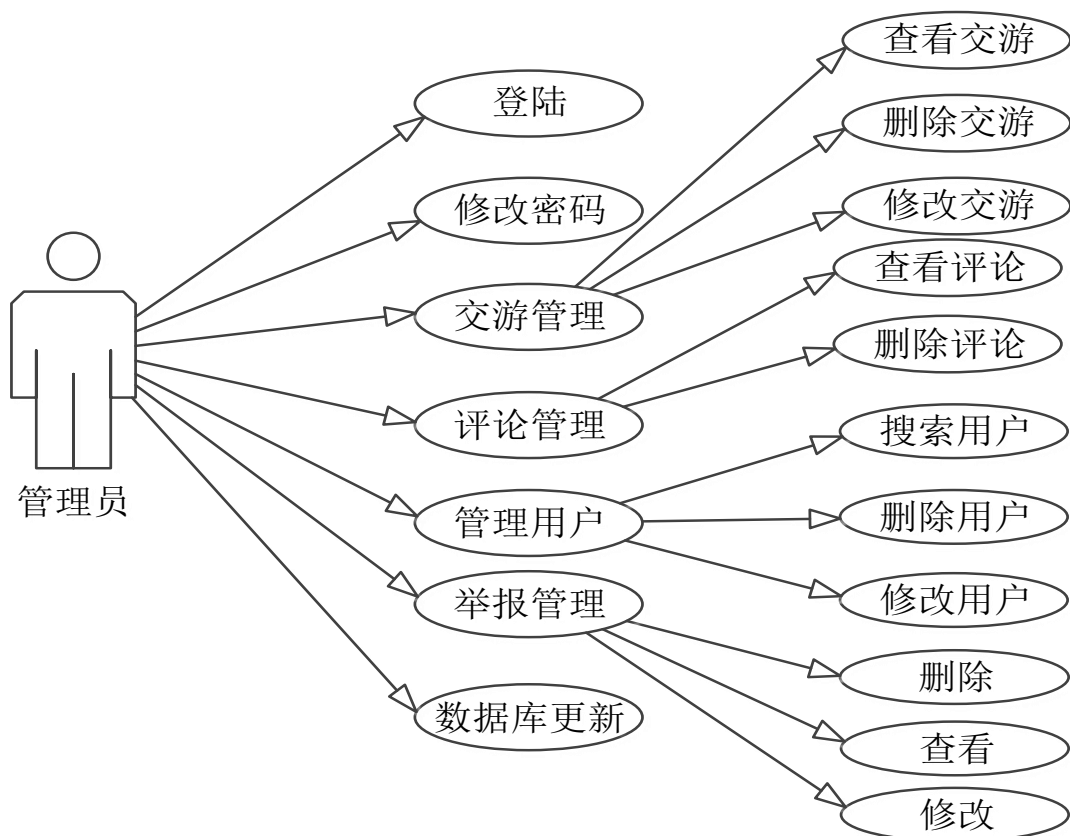 查看交游
登陆
删除交游
修改密码
修改交游
查看评论
交游管理
删除评论
评论管理
搜索用户
管理员
管理用户
删除用户
举报管理
修改用户
删除
数据库更新
查看
修改